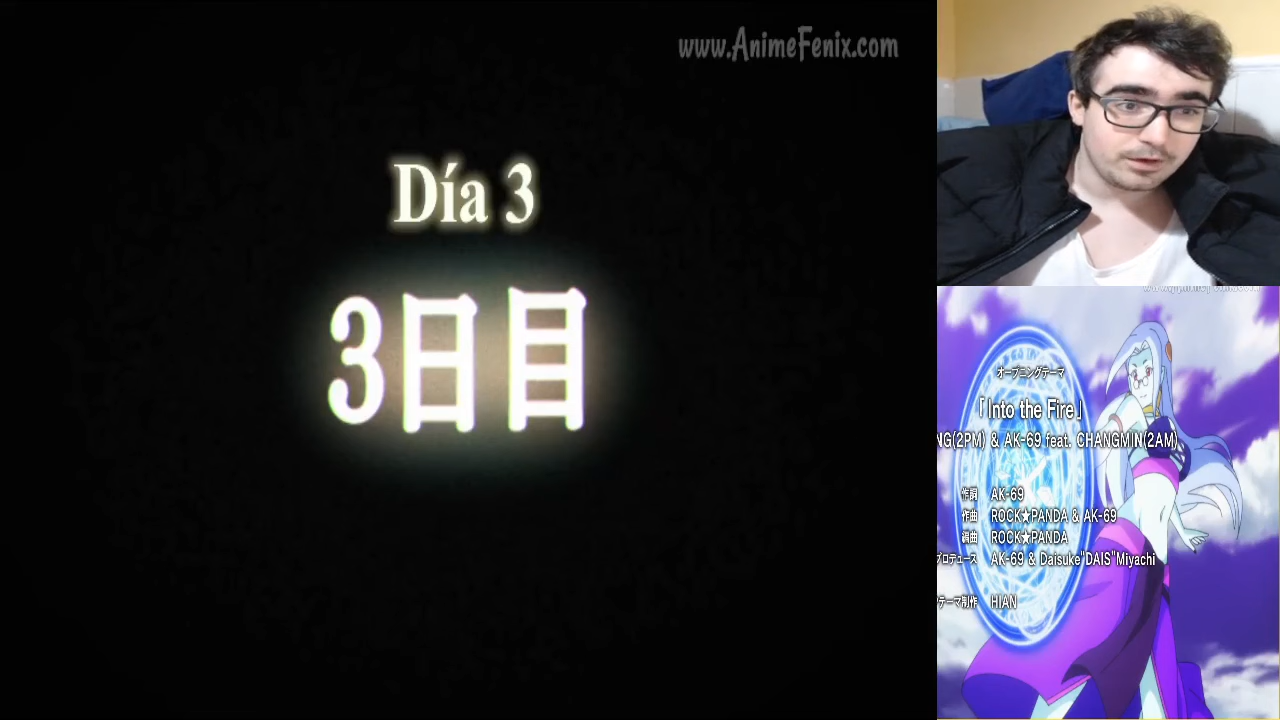 www.AnimeFenix.com
Día 3
3日目
オープニングテーマ
「Into the Fire」
NG(2PM) & AK-69 feat. CHANGMIN(2AM)
作詞 AK-69
作曲 ROCK★PANDA & AK-69
編曲 ROCK★PANDA
プロデュース AK-69 & Daisuke"DAIS"Miyachi
テーマ制作 HIAN